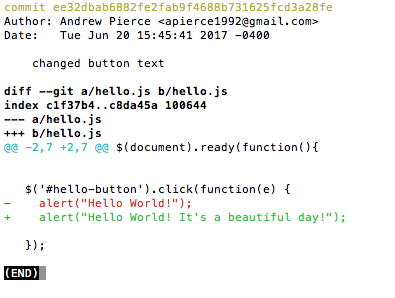 commit ee32dbab6882fe2fab9f4688b731625fcd3a28fe
Author: Andrew Pierce <apierce1992@gmail.com>
Date:   Tue Jun 20 15:45:41 2017 -0400
    changed button text
diff --git a/hello.js b/hello.js
index c1f37b4..c8da45a 100644
--- a/hello.js
+++ b/hello.js
@@ -2,7 +2,7 @@ $(document).ready(function(){
   $('#hello-button').click(function(e) {
-    alert("Hello World!");
+    alert("Hello World! It's a beautiful day!");
   });
(END)